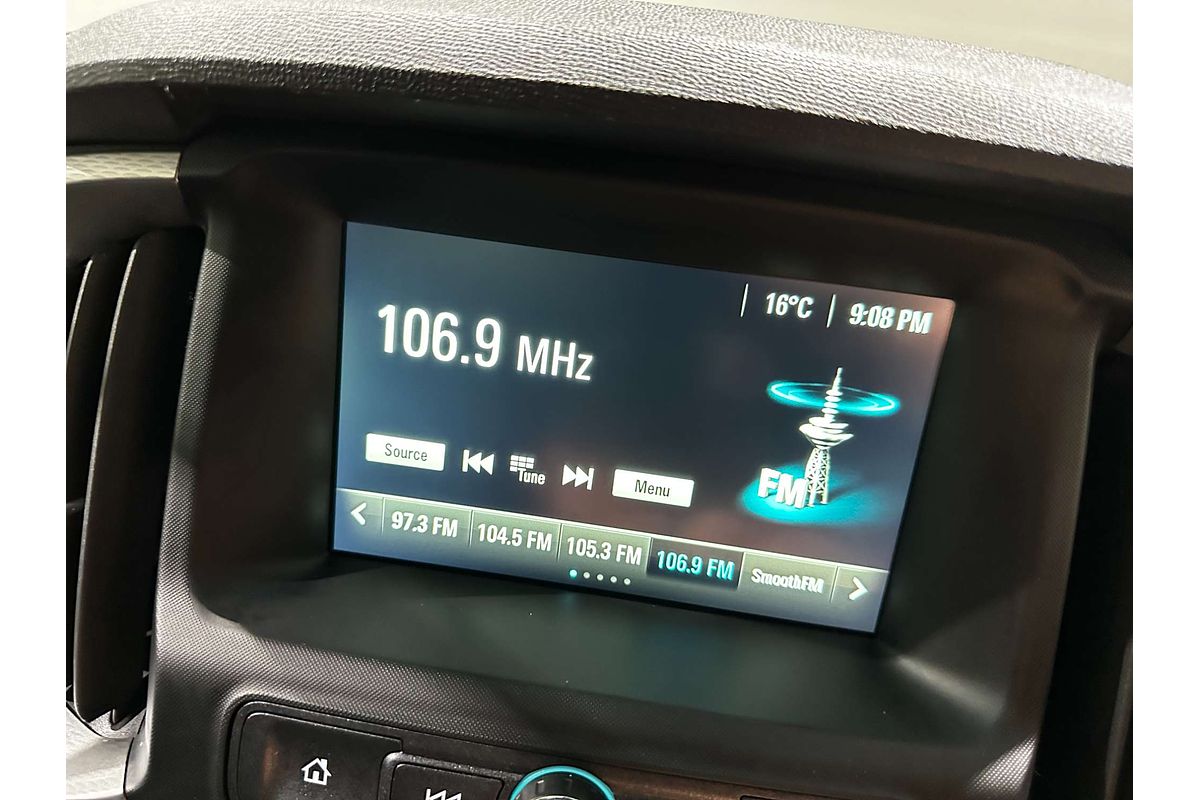 16°C 9:08 PM
106.9 MHz
FM
Source Tune Menu
97.3 FM 104.5 FM 105.3 FM 106.9 FM SmoothFM